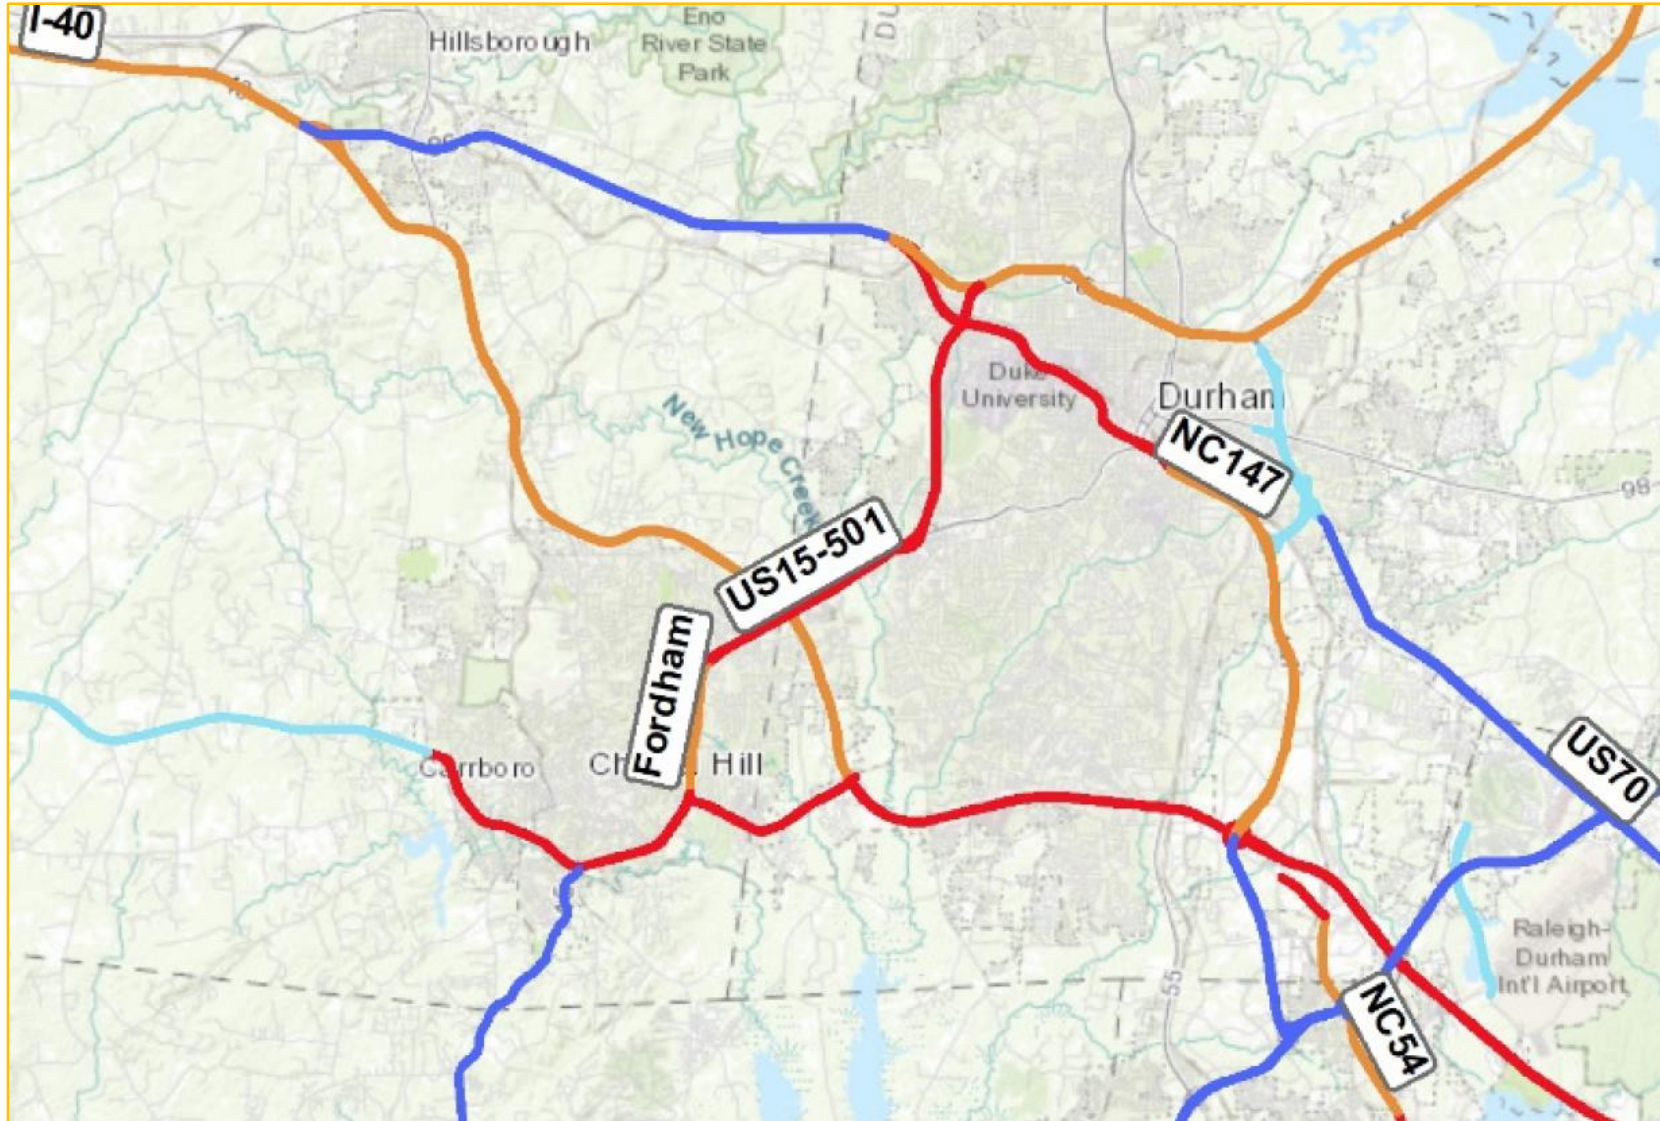 I-40
Hillsborough
Eno
River State
Park
New Hope Creek
Duke
University
Durham
NC147
98
US15-501
Fordham
Carrboro
Chapel Hill
US70
Raleigh-
Durham
Int'l Airport
55
NC54